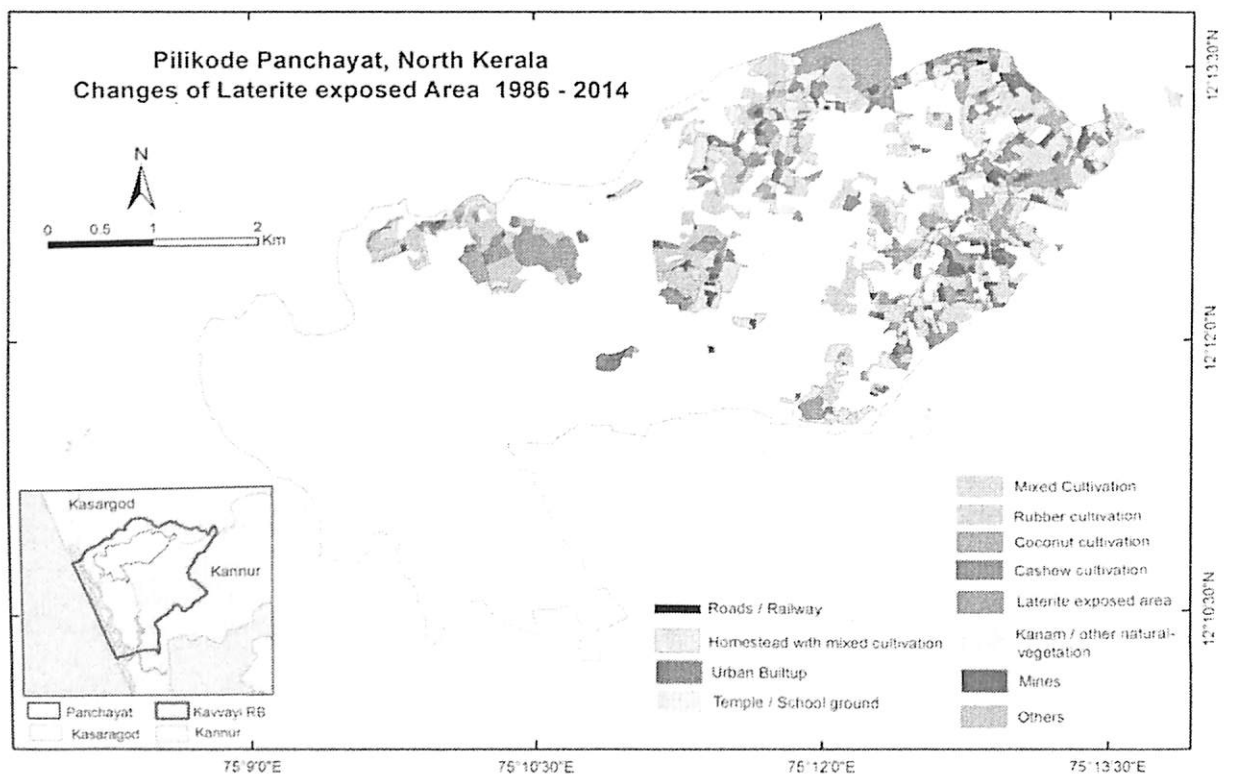 Pilikode Panchayat, North Kerala
Changes of Laterite exposed Area 1986 - 2014
N
0 0.5 1 2
Km
12°13'30"N
12°12'0"N
12°10'30"N
Kasargod
Kannur
Panchayat
Kavvayi RB
Kasaragod
Kannur
Roads / Railway
Homestead with mixed cultivation
Urban Builtup
Temple / School ground
Mixed Cultivation
Rubber cultivation
Coconut cultivation
Cashew cultivation
Laterite exposed area
Kanam / other natural-
vegetation
Mines
Others
75°9'0"E
75°10'30"E
75°12'0"E
75°13'30"E